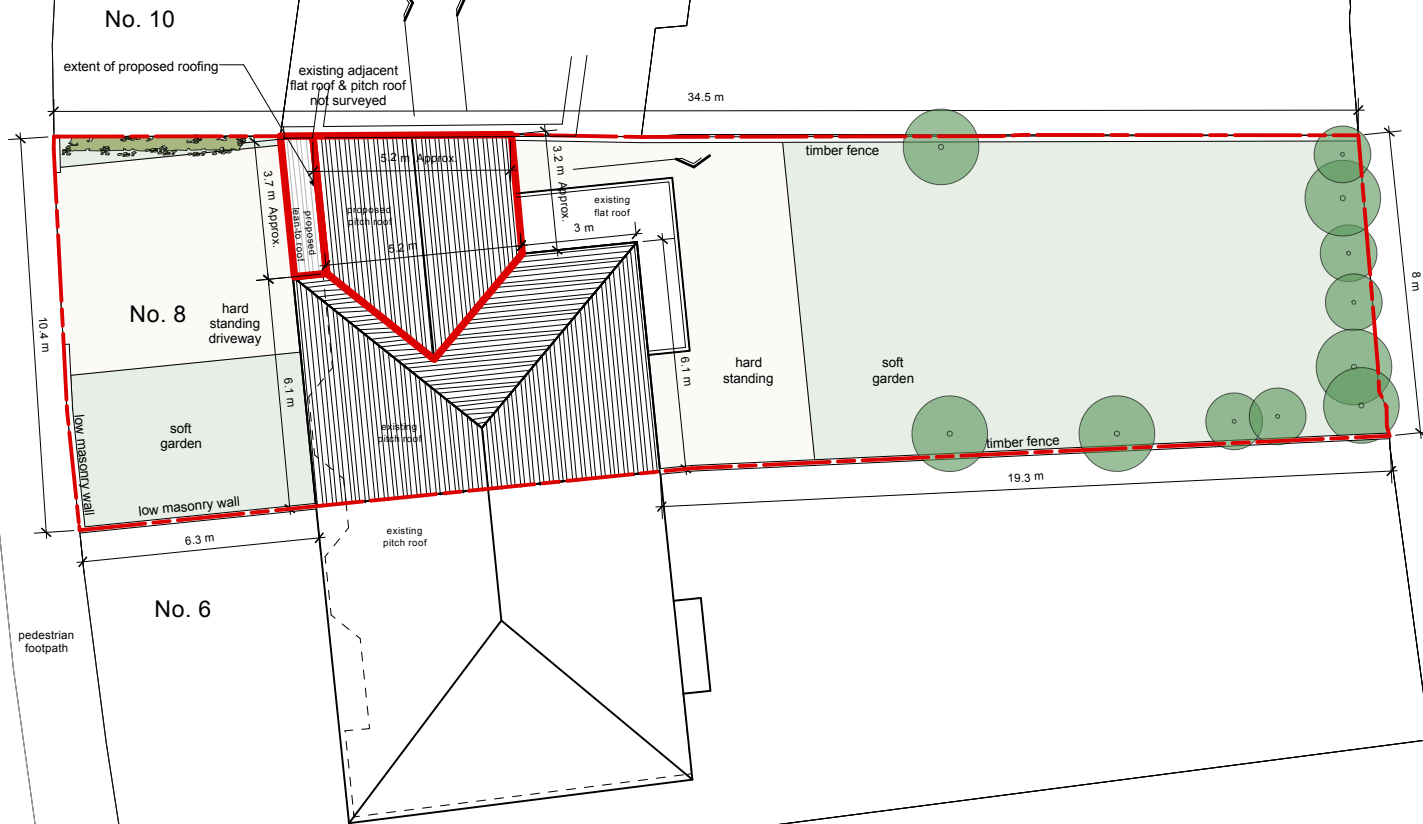 No. 10
extent of proposed roofing
existing adjacent
flat roof & pitch roof
not surveyed
34.5 m
timber fence
5.2 m Approx.
3.2 m Approx.
3.7 m Approx.
proposed
lean-to roof
proposed
pitch roof
existing
flat roof
3 m
5.2 m
No. 8
hard
standing
driveway
10.4 m
8 m
6.1 m
hard
standing
soft
garden
6.1 m
soft
garden
existing
pitch roof
low masonry wall
low masonry wall
timber fence
19.3 m
6.3 m
existing
pitch roof
No. 6
pedestrian
footpath